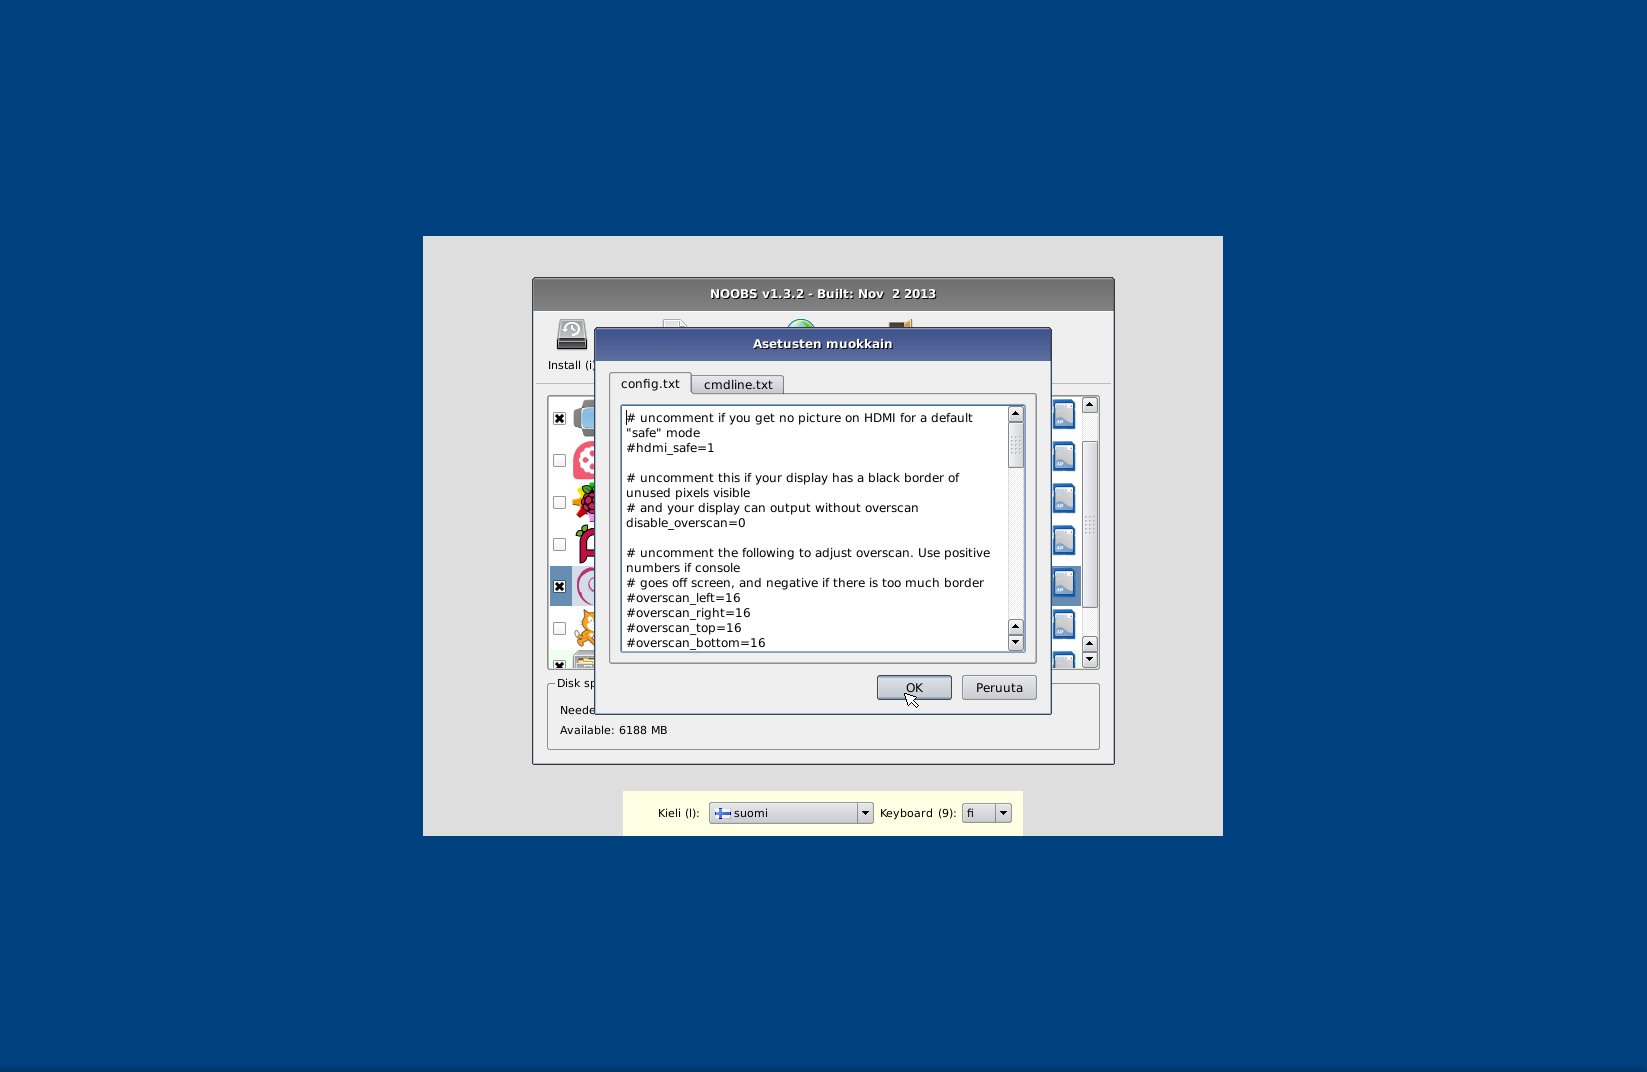 NOOBS v1.3.2 - Built: Nov  2 2013
Install (i)
Asetusten muokkain
config.txt
cmdline.txt
# uncomment if you get no picture on HDMI for a default
"safe" mode
#hdmi_safe=1
# uncomment this if your display has a black border of
unused pixels visible
# and your display can output without overscan
disable_overscan=0
# uncomment the following to adjust overscan. Use positive
numbers if console
# goes off screen, and negative if there is too much border
#overscan_left=16
#overscan_right=16
#overscan_top=16
#overscan_bottom=16
OK
Peruuta
Disk sp
Neede
Available: 6188 MB
Kieli (l):
suomi
Keyboard (9):
fi